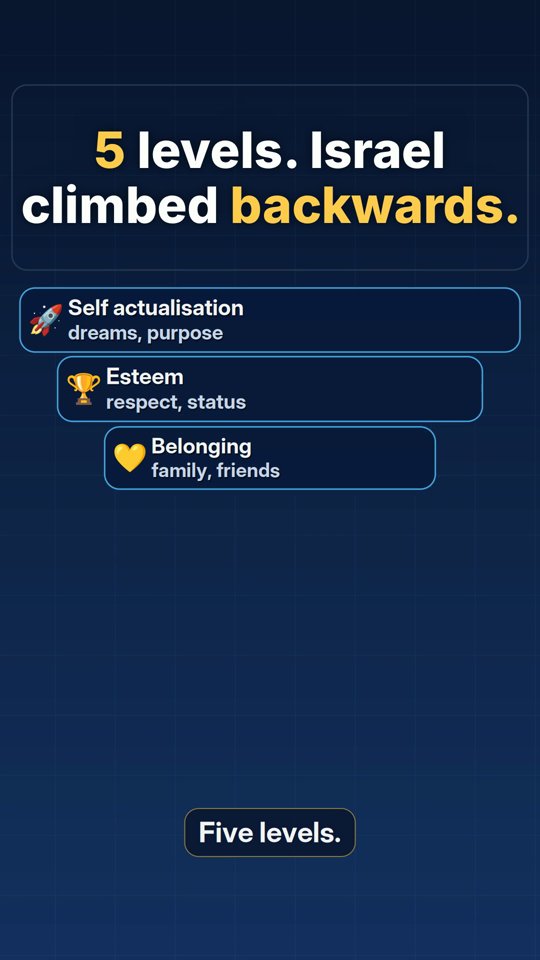 5 levels. Israel
climbed backwards.
Self actualisation
dreams, purpose
Esteem
respect, status
Belonging
family, friends
Five levels.